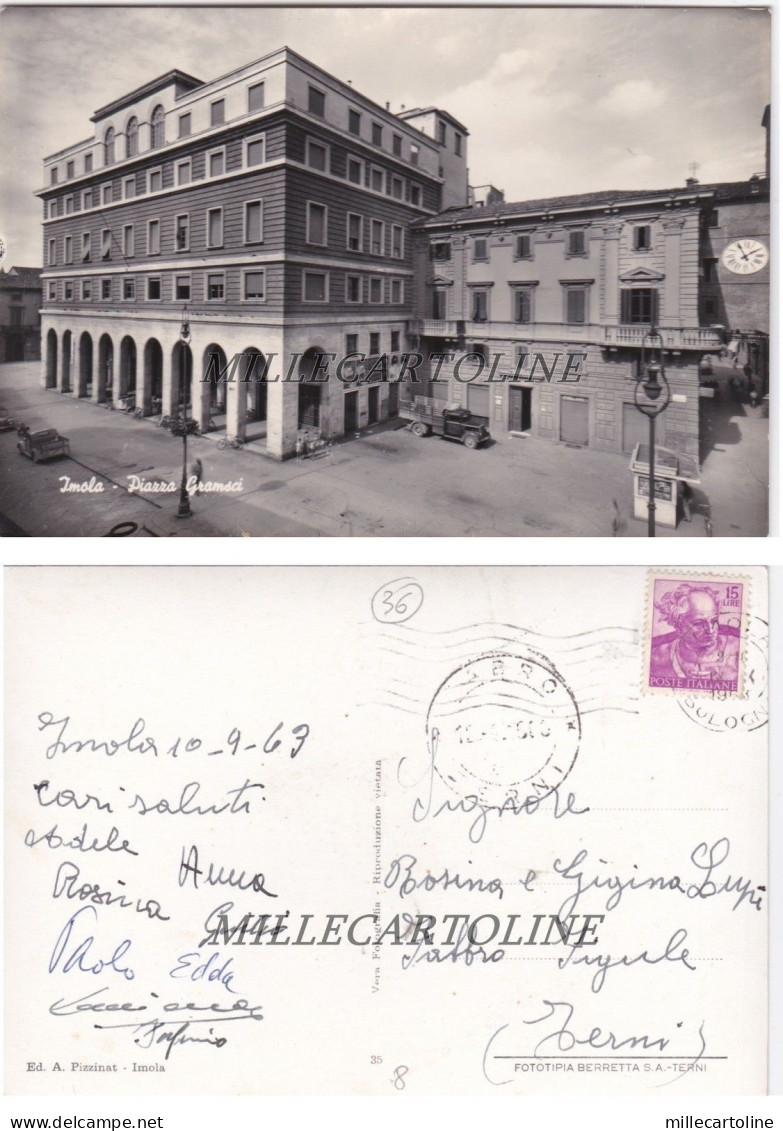 MILLECARTOLINE
Imola - Piazza Gramsci
36
15
LIRE
POSTE ITALIANE
Imola 10-9-63
Cari saluti
Adele
Anna
Rosina
Paolo Edda
Vera Fotografia - Riproduzione vietata
Signore
Rosina e Gigina Lupi
MILLECARTOLINE
(Terni)
Ed. A. Pizzinat - Imola
35
8
FOTOTIPIA BERRETTA S.A.-TERNI
www.delcampe.net
millecartoline